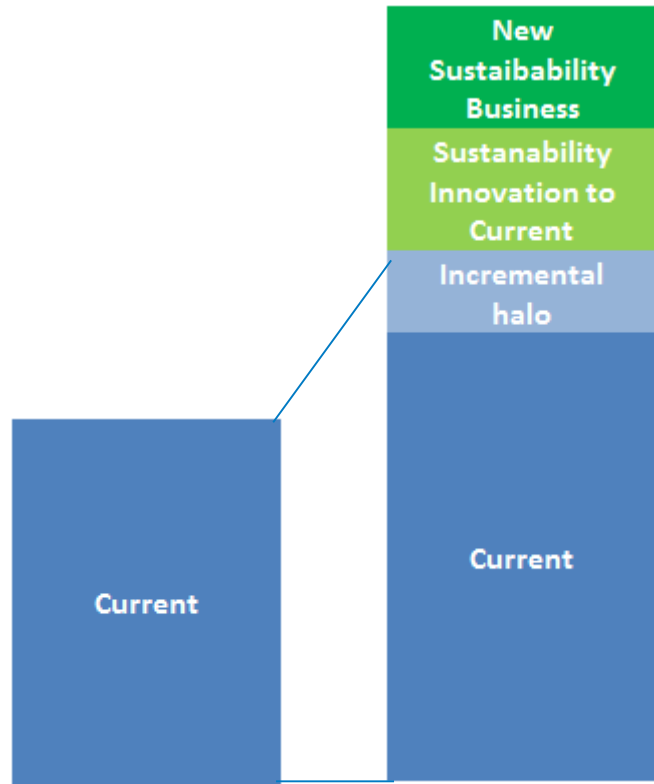 New
Sustaibability
Business
Sustanability
Innovation to
Current
Incremental
halo
Current
Current